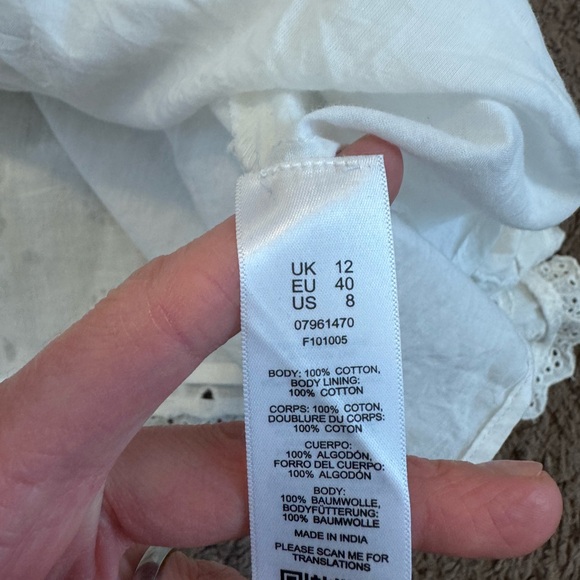 UK 12
EU 40
US 8
07961470
F101005
BODY: 100% COTTON,
BODY LINING:
100% COTTON
CORPS: 100% COTON,
DOUBLURE DU CORPS:
100% COTON
CUERPO:
100% ALGODÓN,
FORRO DEL CUERPO:
100% ALGODÓN
BODY:
100% BAUMWOLLE,
BODYFÜTTERUNG:
100% BAUMWOLLE
MADE IN INDIA
PLEASE SCAN ME FOR
TRANSLATIONS